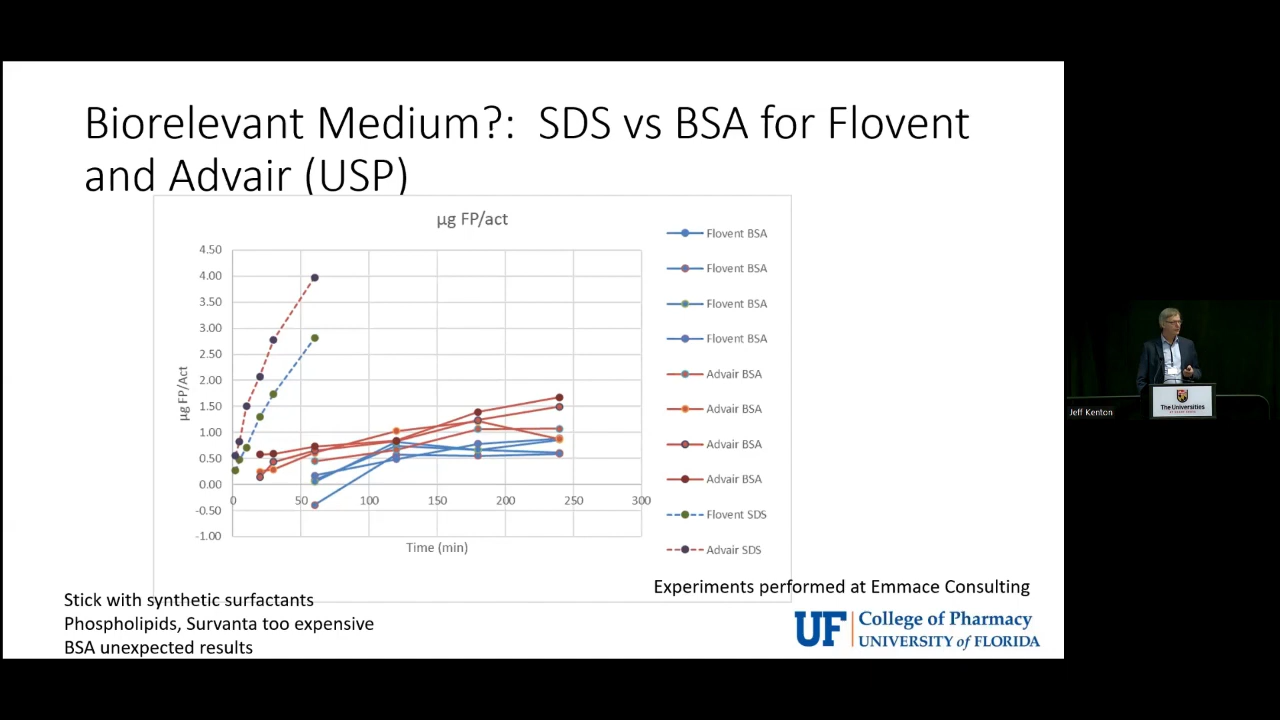 Biorelevant Medium?: SDS vs BSA for Flovent
and Advair (USP)
µg FP/act
4.50
4.00
3.50
3.00
2.50
2.00
1.50
1.00
0.50
0.00
-0.50
-1.00
µg FP/Act
0 50 100 150 200 250 300
Time (min)
Flovent BSA
Flovent BSA
Flovent BSA
Flovent BSA
Advair BSA
Advair BSA
Advair BSA
Advair BSA
Flovent SDS
Advair SDS
Experiments performed at Emmace Consulting
Stick with synthetic surfactants
Phospholipids, Survanta too expensive
BSA unexpected results
UF College of Pharmacy
UNIVERSITY of FLORIDA
Jeff Kenton
The Universities